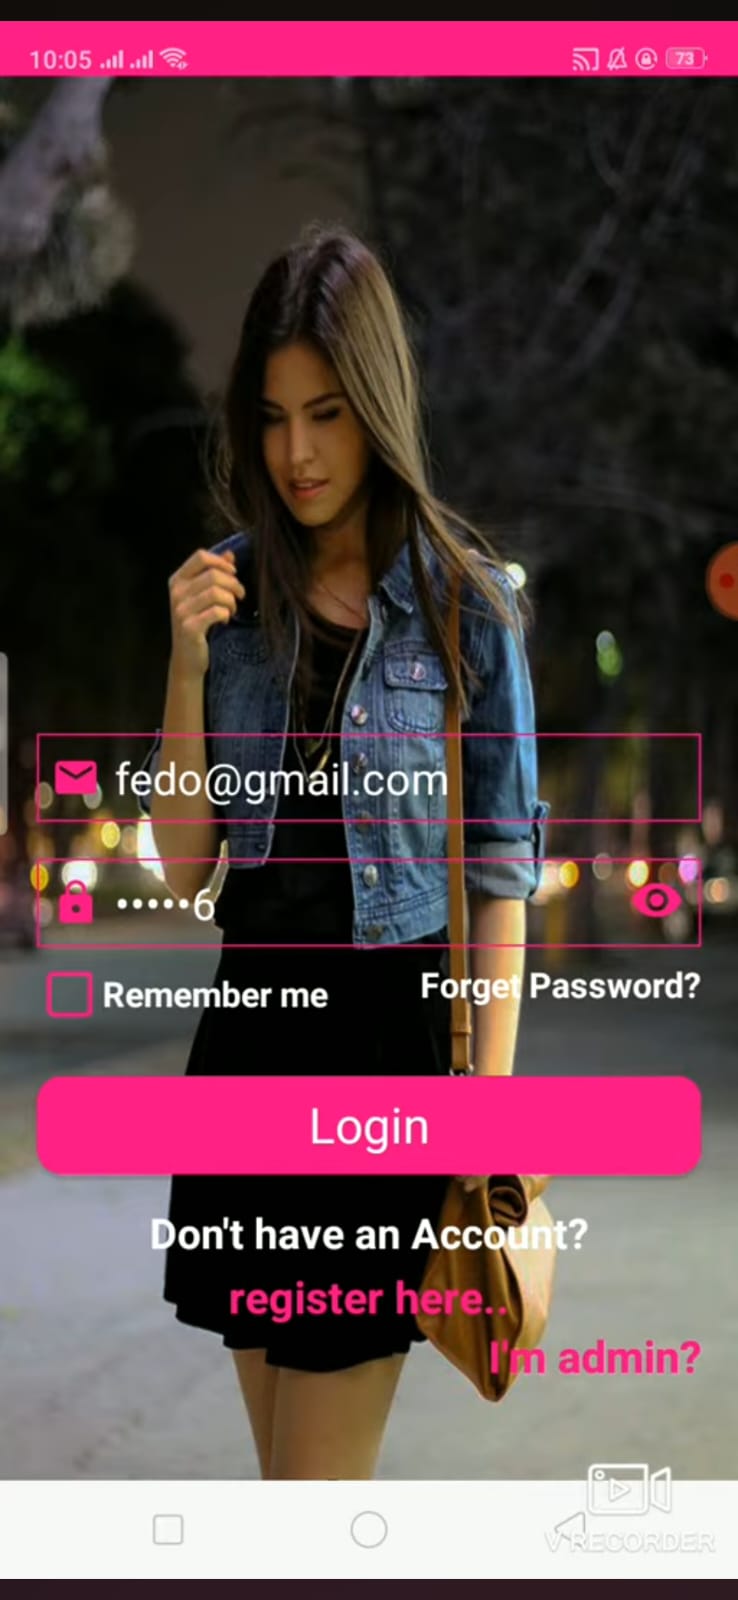 10:05 73
fedo@gmail.com
•••••6
Remember me Forget Password?
Login
Don't have an Account?
register here..
I'm admin?
V RECORDER